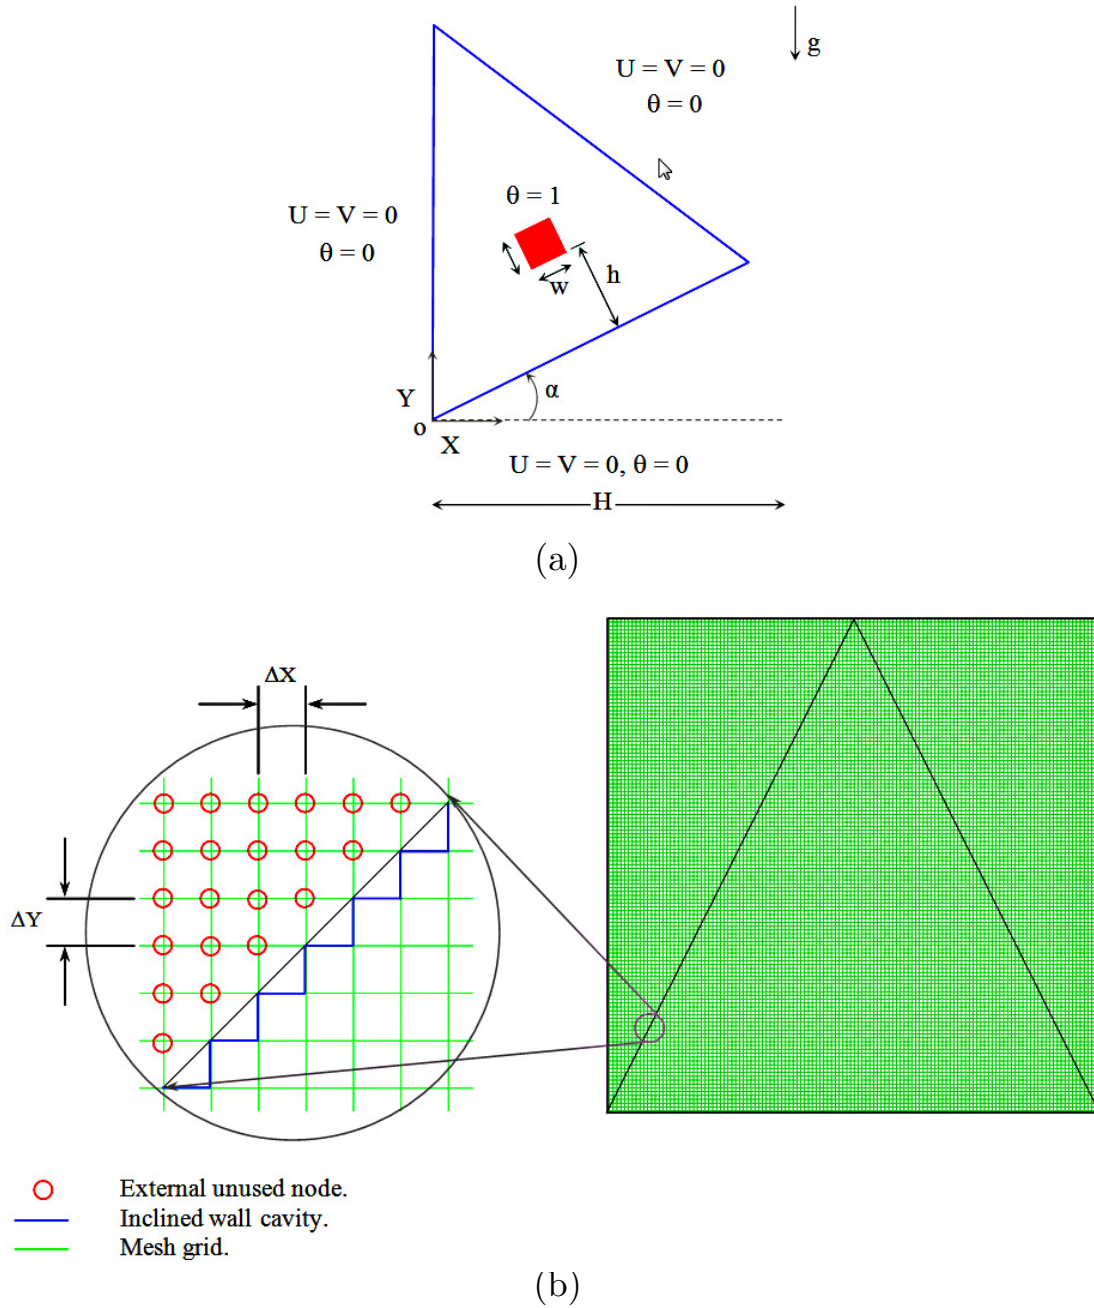 g
U = V = 0
θ = 0
θ = 1
U = V = 0
θ = 0
h
w
α
Y
o
X
U = V = 0, θ = 0
H
(a)
ΔX
ΔY
External unused node.
Inclined wall cavity.
Mesh grid.
(b)